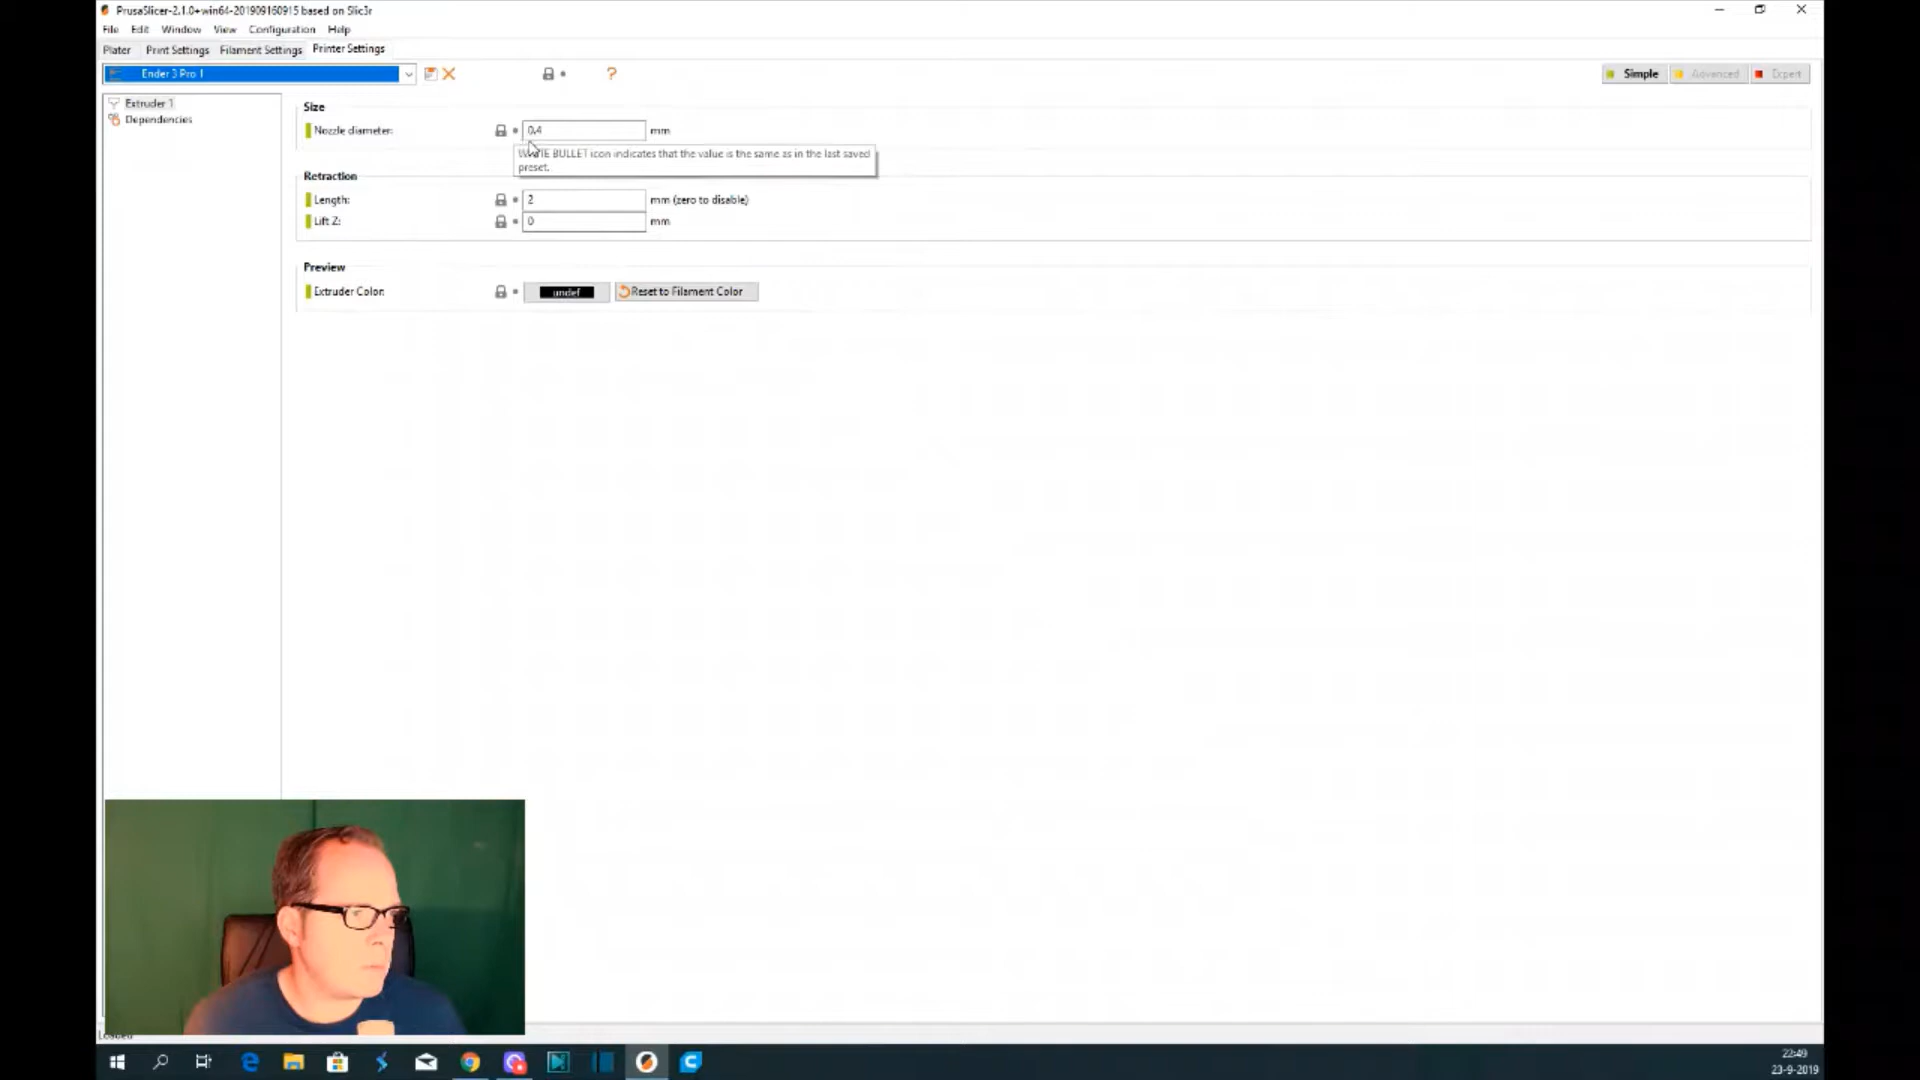 PrusaSlicer-2.1.0+win64-201909160915 based on Slic3r
File Edit Window View Configuration Help
Plater Print Settings Filament Settings Printer Settings
Ender 3 Pro 1 ? Simple Advanced Expert
Extruder 1
Dependencies
Size
Nozzle diameter: 0.4 mm
BULLET icon indicates that the value is the same as in the last saved
preset.
Retraction
Length: 2 mm (zero to disable)
Lift Z: 0 mm
Preview
Extruder Color: undef Reset to Filament Color
Loaded
22:49
23-9-2019